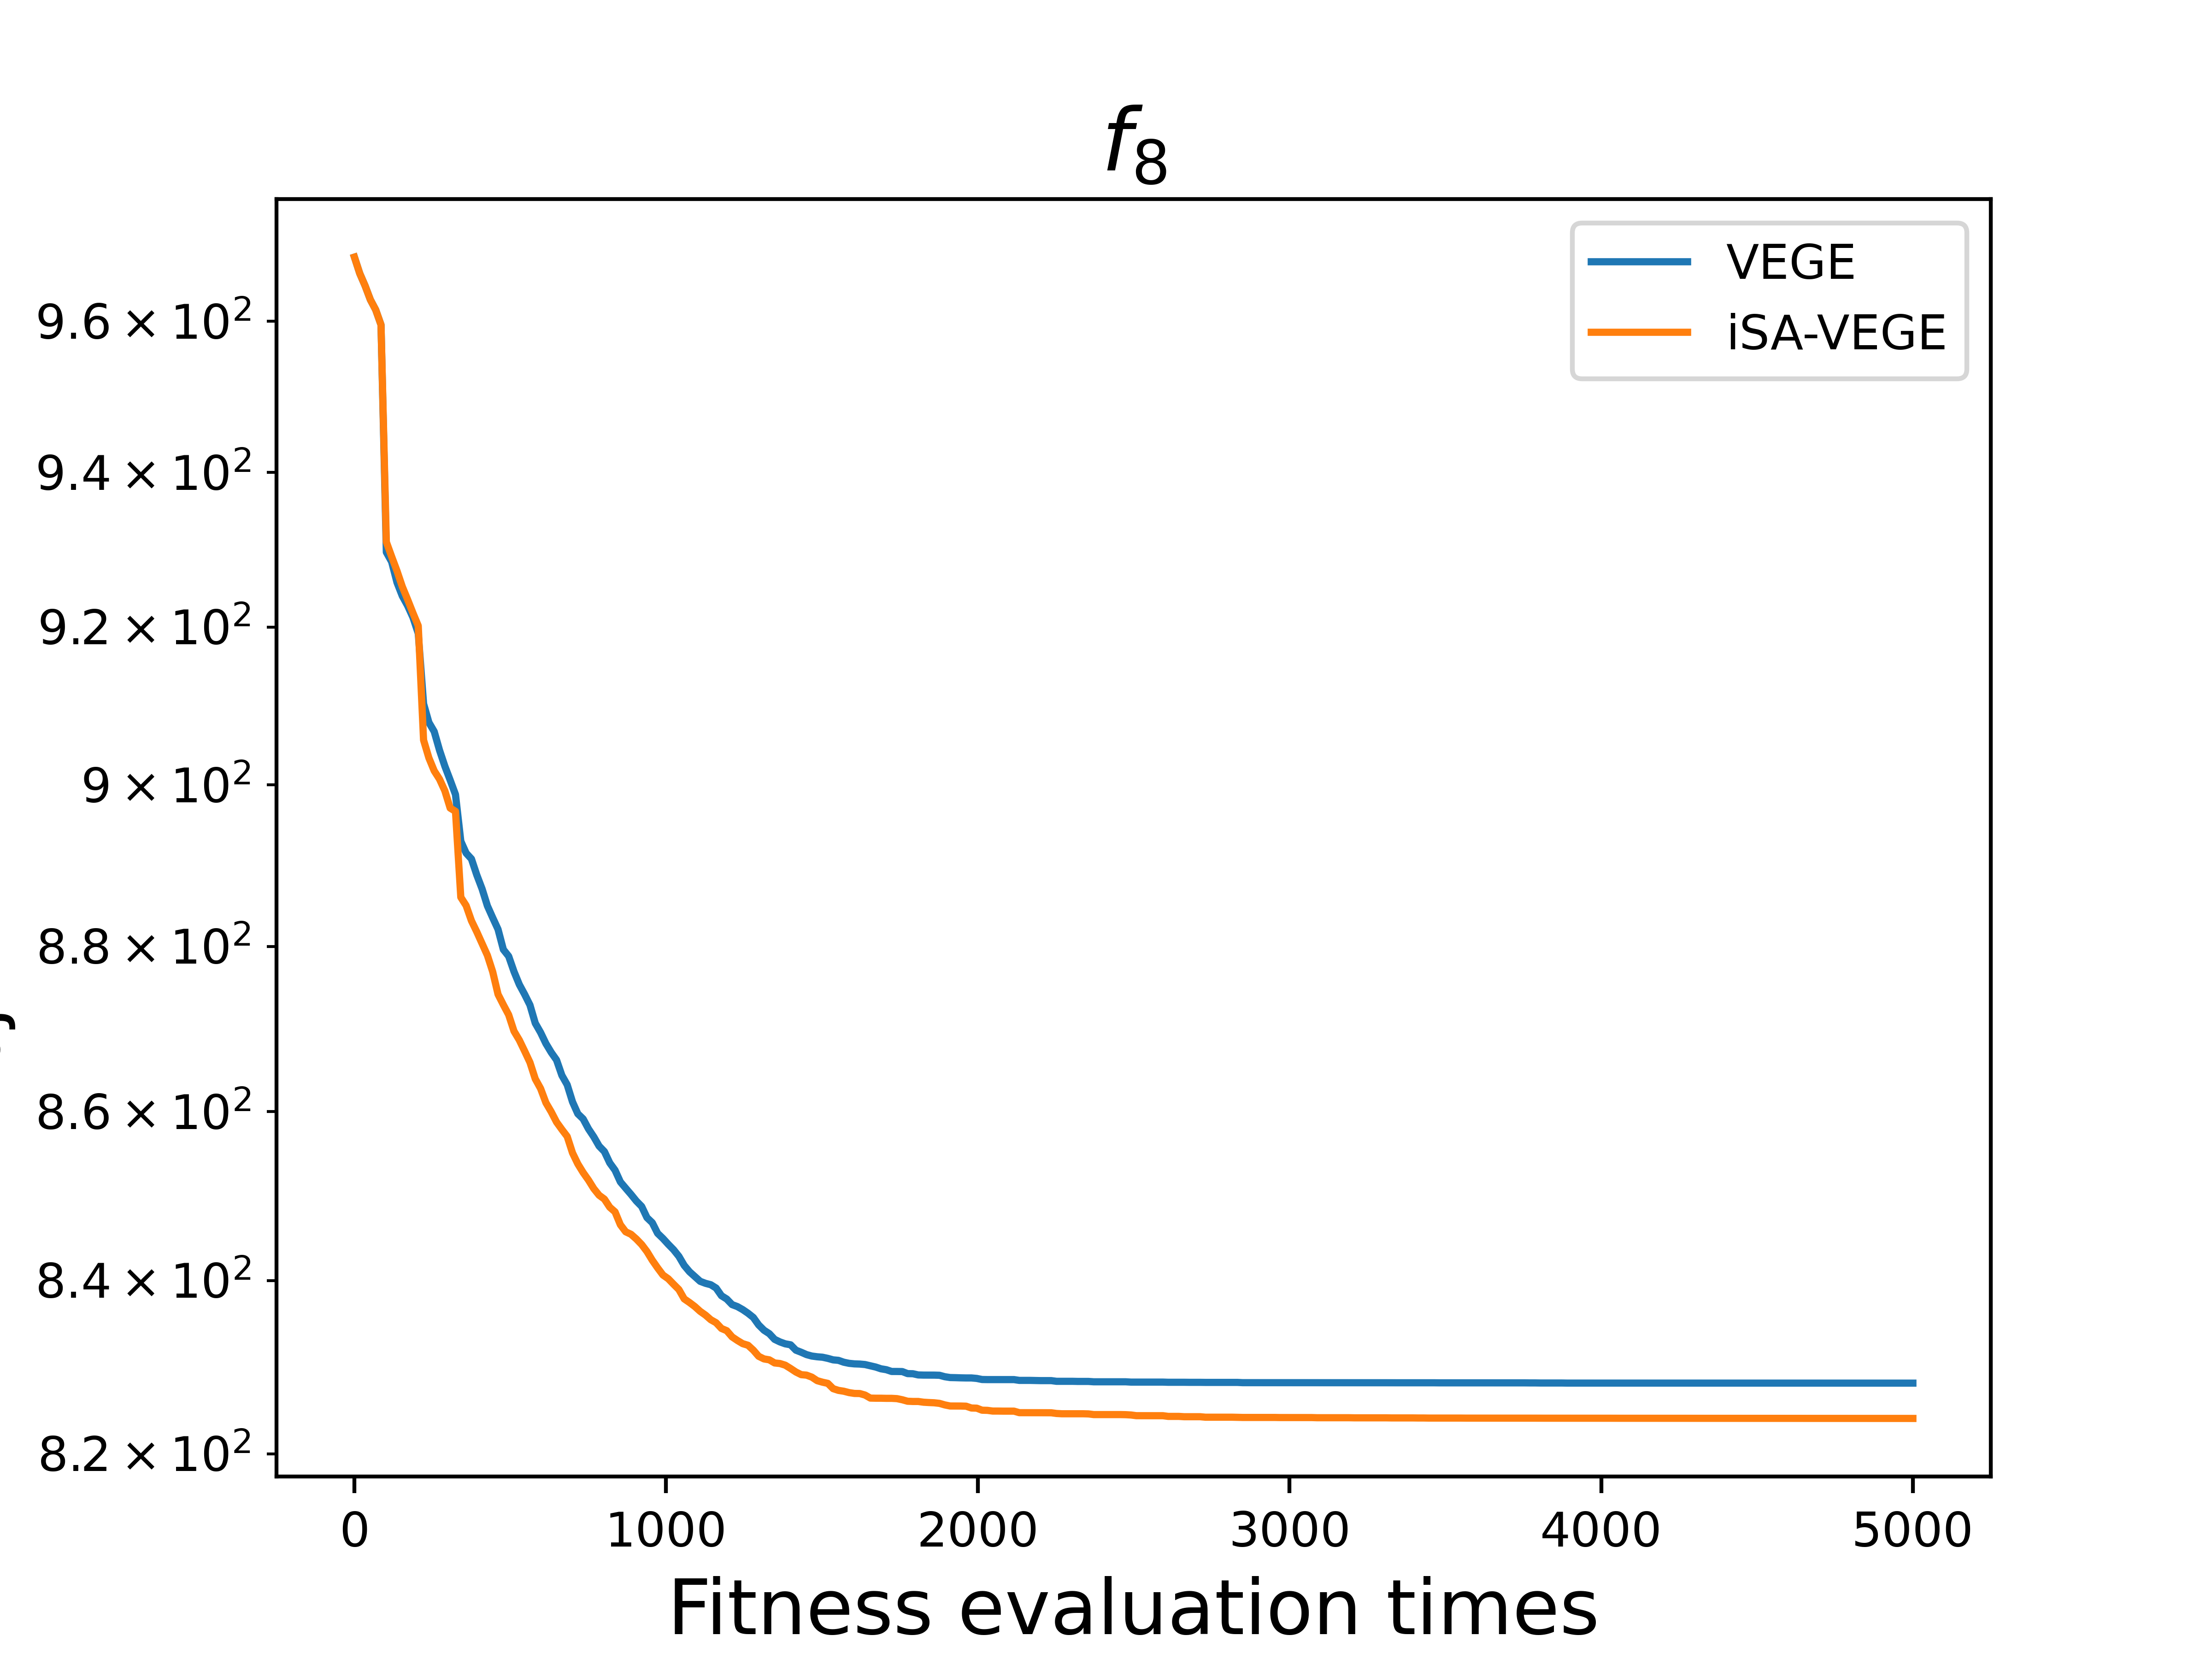 f₈
VEGE
iSA-VEGE
9.6 × 10²
9.4 × 10²
9.2 × 10²
9 × 10²
8.8 × 10²
8.6 × 10²
8.4 × 10²
8.2 × 10²
0 1000 2000 3000 4000 5000
Fitness evaluation times